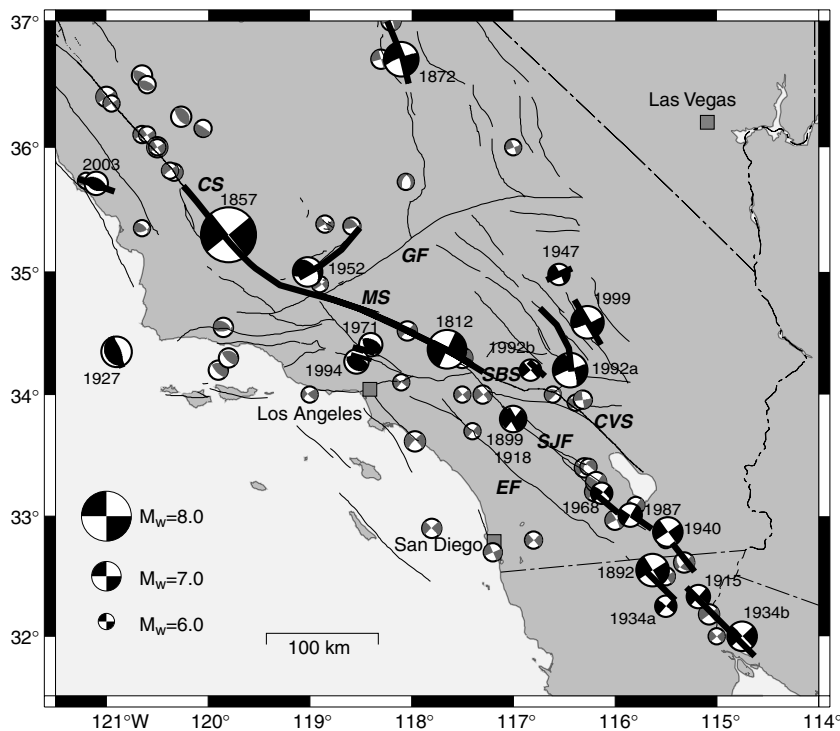 37°
1872
Las Vegas
36°
2003
CS
1857
GF
1947
1952
35°
MS
1999
1971
1812
1992b
1927
1994
SBS
1992a
34°
Los Angeles
CVS
1899
1918
SJF
EF
1968
1987
33°
Mw=8.0
San Diego
1940
Mw=7.0
1892
1915
1934a
1934b
Mw=6.0
32°
100 km
121°W
120°
119°
118°
117°
116°
115°
114°